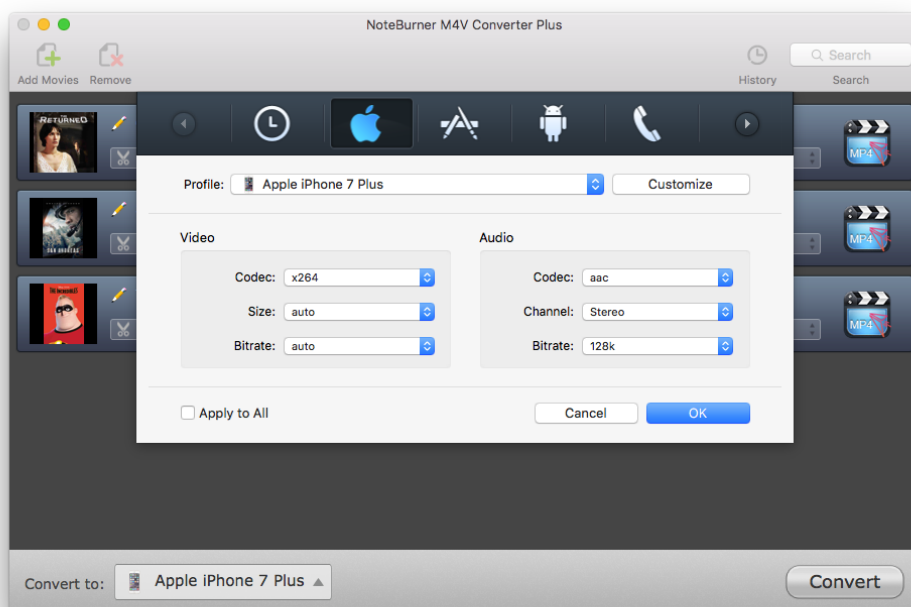 NoteBurner M4V Converter Plus
Add Movies Remove History Search
Search
Profile: Apple iPhone 7 Plus Customize
Video Audio
Codec: x264 Codec: aac
Size: auto Channel: Stereo
Bitrate: auto Bitrate: 128k
Apply to All Cancel OK
RETURNED
MP4
MP4
MP4
Convert to: Apple iPhone 7 Plus Convert